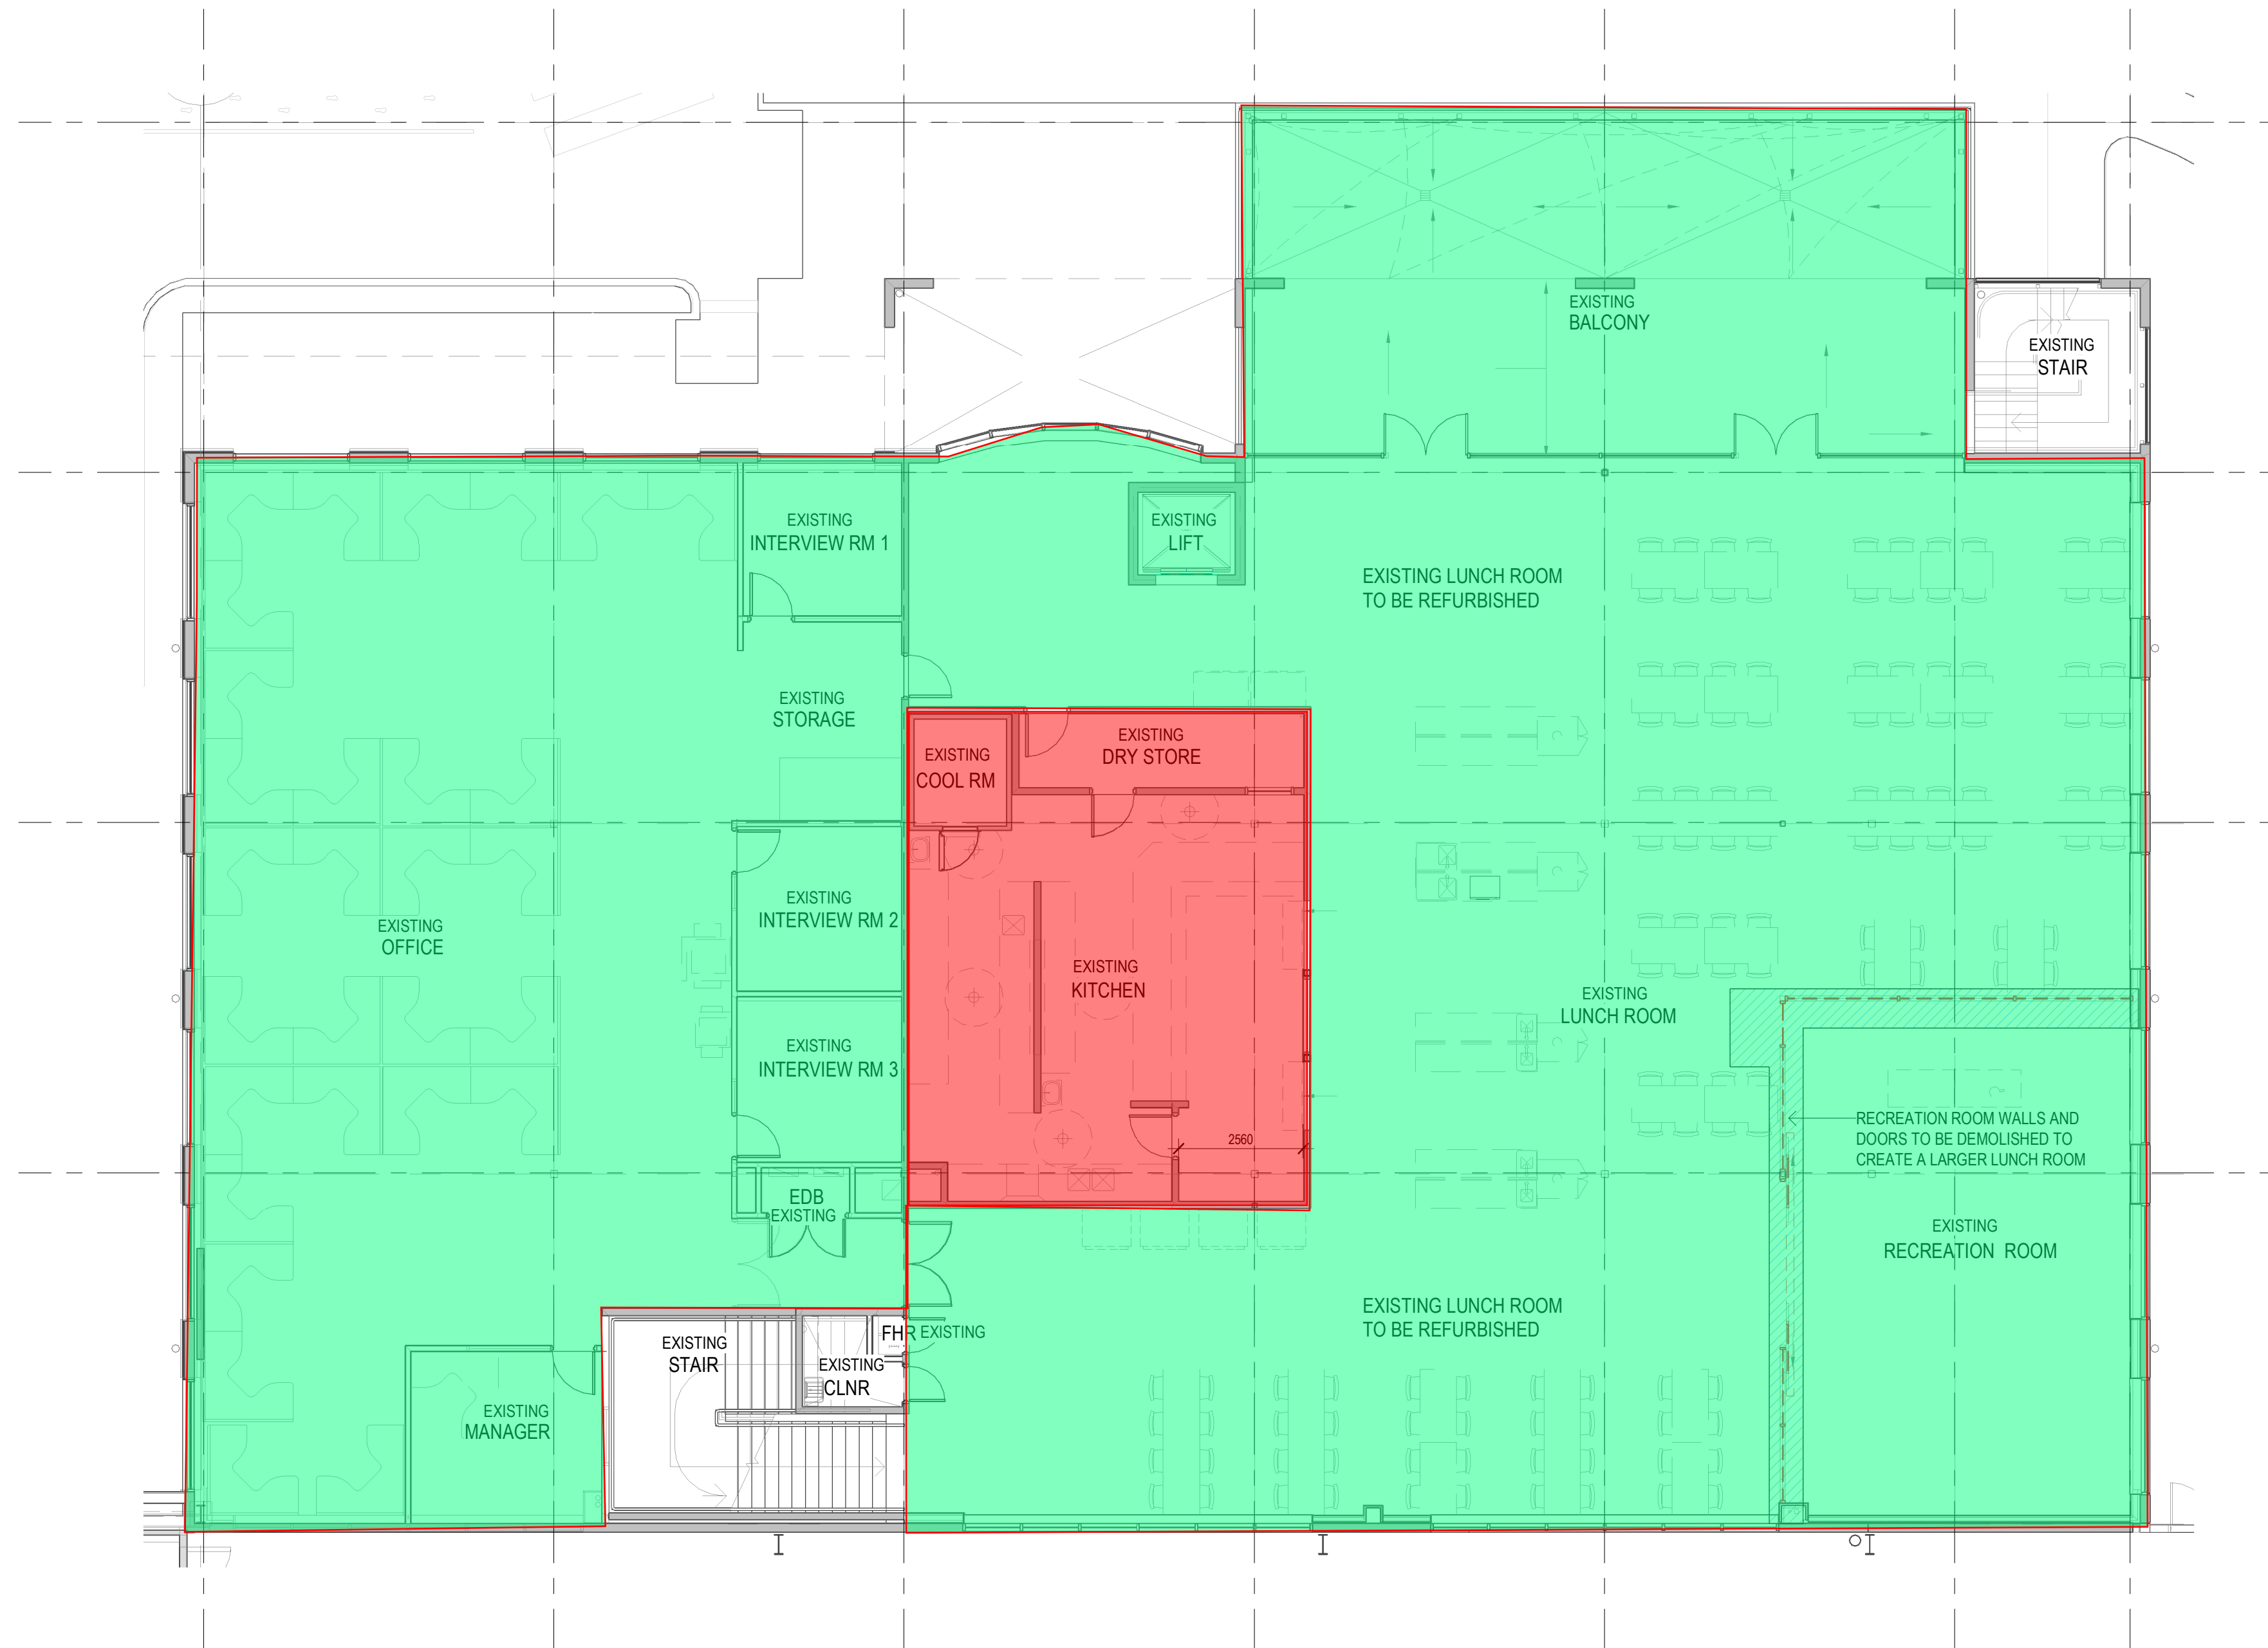 EXISTING
BALCONY
EXISTING
STAIR
EXISTING
INTERVIEW RM 1
EXISTING
LIFT
EXISTING LUNCH ROOM
TO BE REFURBISHED
EXISTING
STORAGE
EXISTING
COOL RM
EXISTING
DRY STORE
EXISTING
OFFICE
EXISTING
INTERVIEW RM 2
EXISTING
KITCHEN
EXISTING
LUNCH ROOM
EXISTING
INTERVIEW RM 3
2560
RECREATION ROOM WALLS AND
DOORS TO BE DEMOLISHED TO
CREATE A LARGER LUNCH ROOM
EDB
EXISTING
EXISTING
RECREATION ROOM
EXISTING LUNCH ROOM
TO BE REFURBISHED
FHR EXISTING
EXISTING
STAIR
EXISTING
CLNR
EXISTING
MANAGER